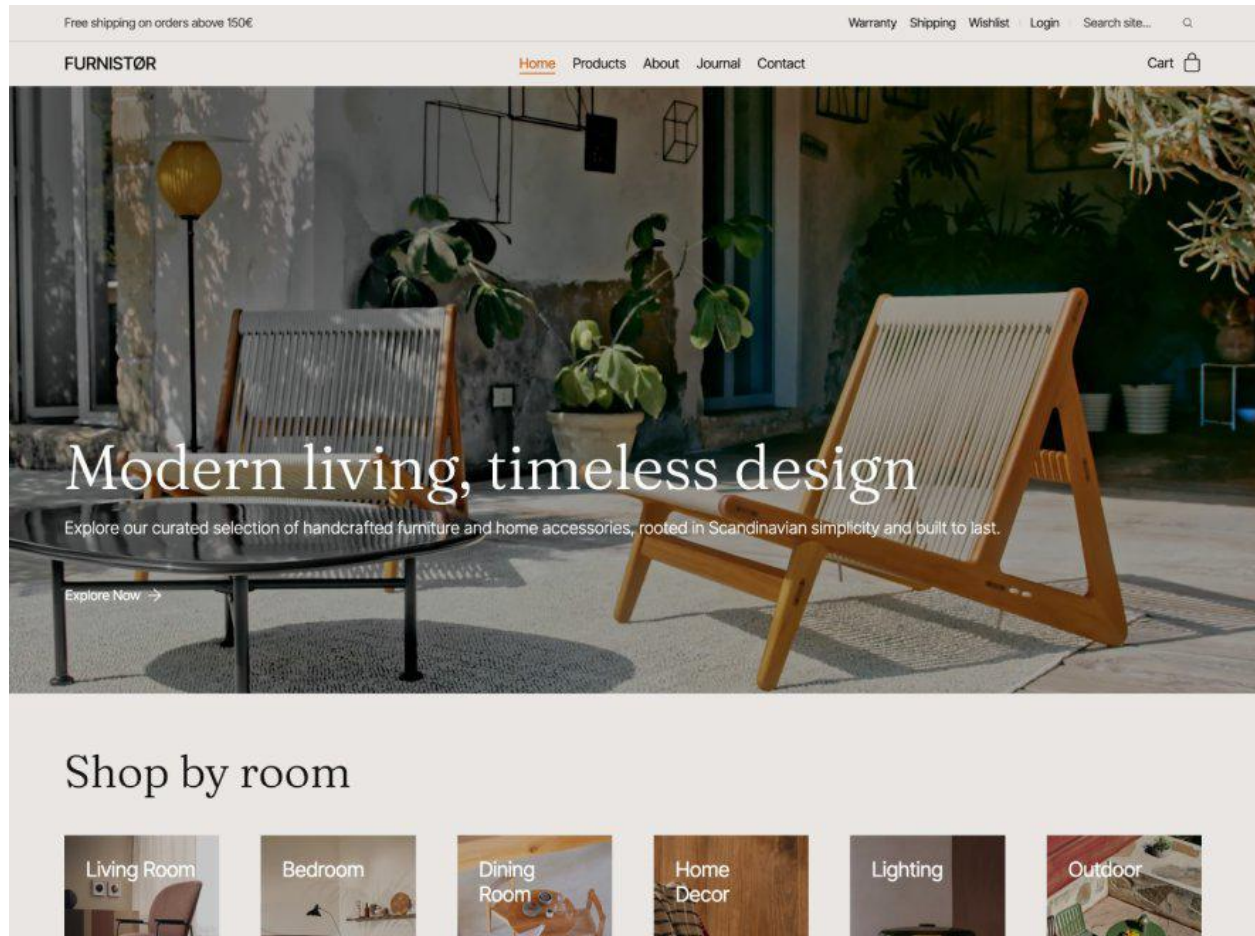 Free shipping on orders above 150€
Warranty Shipping Wishlist Login Search site...
FURNISTØR
Home Products About Journal Contact
Cart
Modern living, timeless design
Explore our curated selection of handcrafted furniture and home accessories, rooted in Scandinavian simplicity and built to last.
Explore Now →
Shop by room
Living Room
Bedroom
Dining
Room
Home
Decor
Lighting
Outdoor